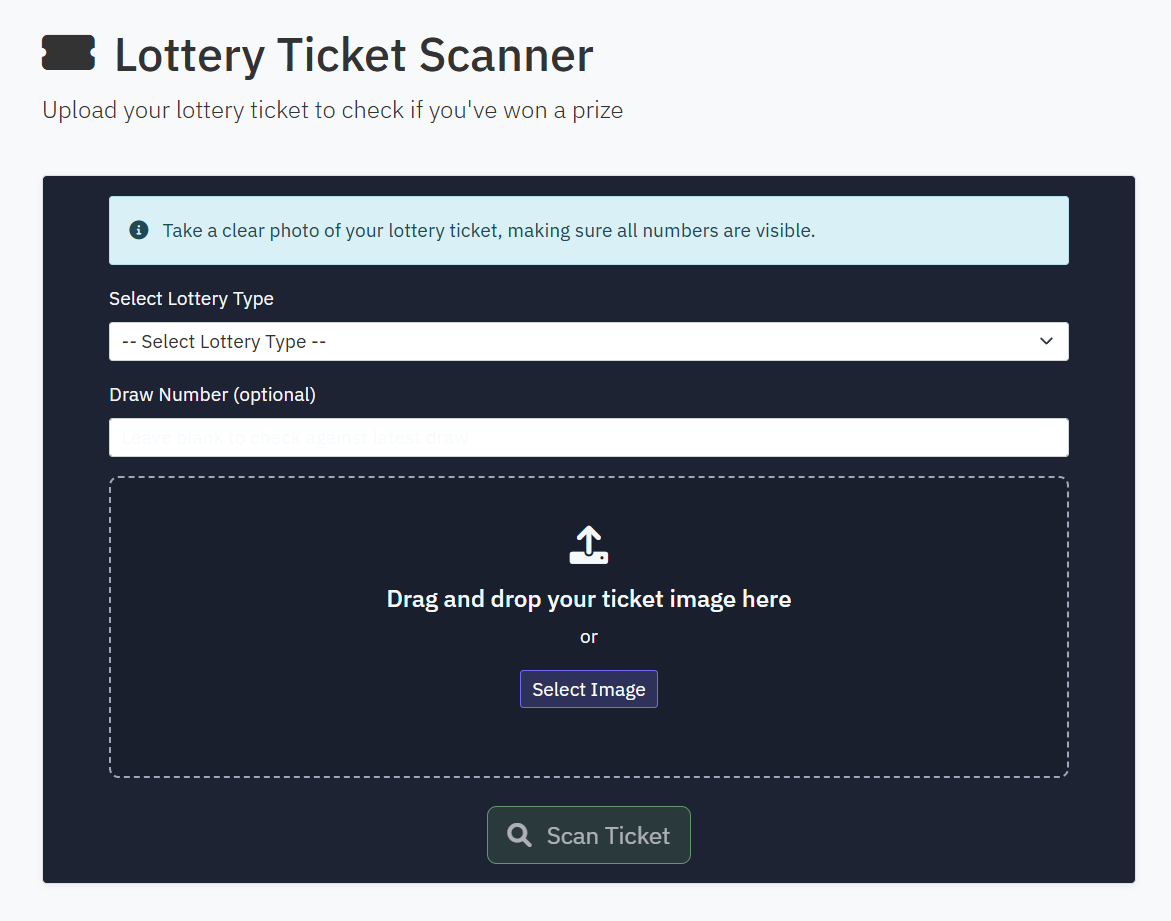 Lottery Ticket Scanner
Upload your lottery ticket to check if you've won a prize
Take a clear photo of your lottery ticket, making sure all numbers are visible.
Select Lottery Type
-- Select Lottery Type --
Draw Number (optional)
Leave blank to check against latest draw
Drag and drop your ticket image here
or
Select Image
Scan Ticket